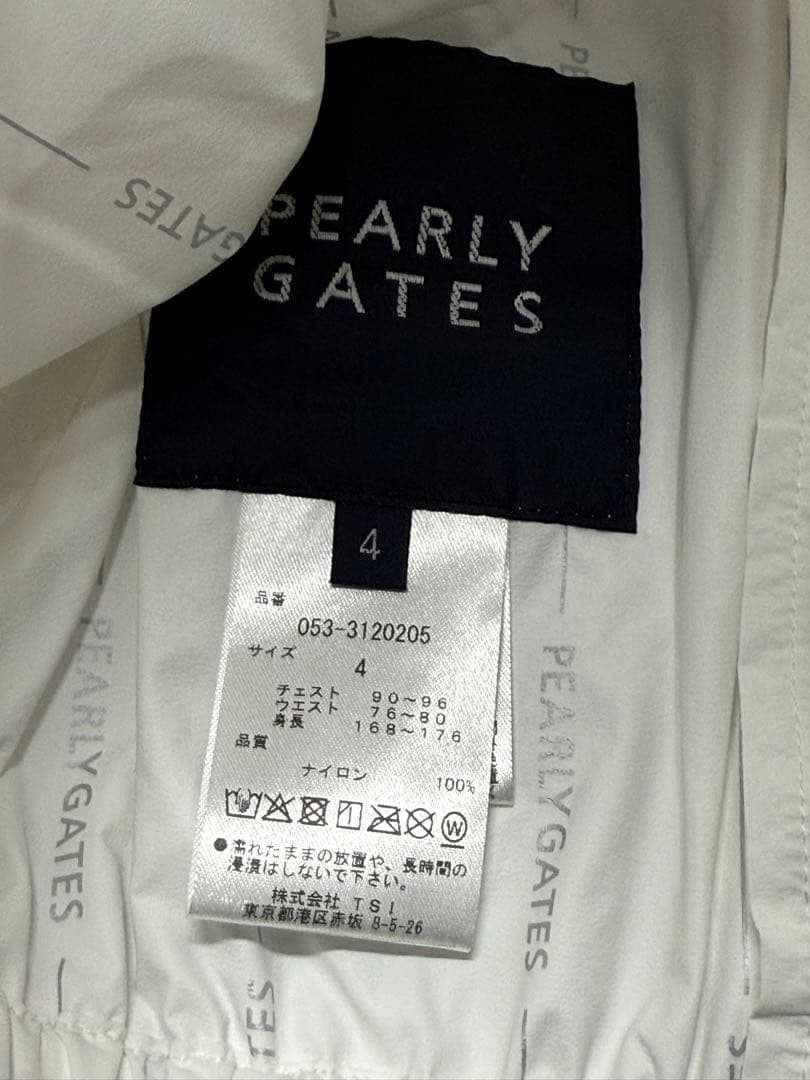 PEARLY
GATES
4
品番
053-3120205
サイズ
4
チェスト 90~96
ウエスト 76~80
身長 168~176
品質
ナイロン 100%
W
●濡れたままの放置や、長時間の
浸漬はしないで下さい。
株式会社 TSI
東京都港区赤坂 8-5-26
GATES
PEARLY GATES
PEARLY GATES